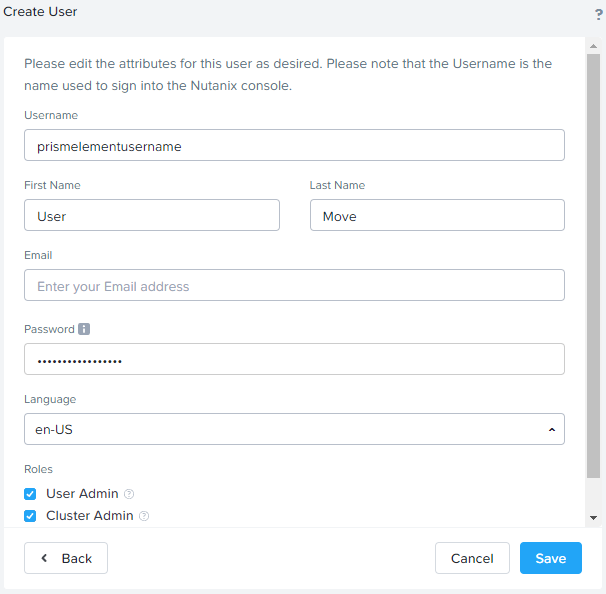 Create User
?
Please edit the attributes for this user as desired. Please note that the Username is the
name used to sign into the Nutanix console.
Username
prismelementusername
First Name
Last Name
User
Move
Email
Enter your Email address
Password i
•••••••••••••••••
Language
en-US
Roles
User Admin ?
Cluster Admin ?
Back
Cancel
Save